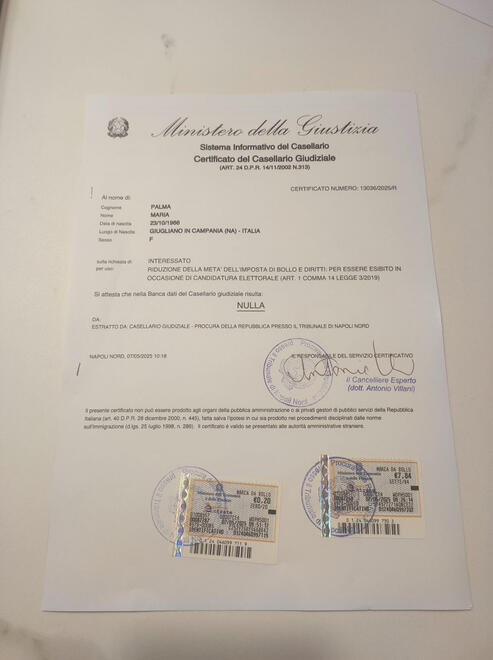 Ministero della Giustizia
Sistema Informativo del Casellario
Certificato del Casellario Giudiziale
(ART. 24 D.P.R. 14/11/2002 N.313)
CERTIFICATO NUMERO: 13036/2025/R
Al nome di:
Cognome PALMA
Nome MARIA
Data di nascita 23/10/1988
Luogo di Nascita GIUGLIANO IN CAMPANIA (NA) - ITALIA
Sesso F
sulla richiesta di: INTERESSATO
per uso: RIDUZIONE DELLA META' DELL'IMPOSTA DI BOLLO E DIRITTI: PER ESSERE ESIBITO IN
OCCASIONE DI CANDIDATURA ELETTORALE (ART. 1 COMMA 14 LEGGE 3/2019)
Si attesta che nella Banca dati del Casellario giudiziale risulta:
NULLA
DA:
ESTRATTO DA: CASELLARIO GIUDIZIALE - PROCURA DELLA REPUBBLICA PRESSO IL TRIBUNALE DI NAPOLI NORD
NAPOLI NORD, 07/05/2025 10:18
IL RESPONSABILE DEL SERVIZIO CERTIFICATIVO
Il Cancelliere Esperto
(dott. Antonio Villani)
Il presente certificato non può essere prodotto agli organi della pubblica amministrazione o ai privati gestori di pubblici servizi della Repubblica
Italiana (art. 40 D.P.R. 28 dicembre 2000, n. 445), fatta salva l'ipotesi in cui sia prodotto nei procedimenti disciplinati dalle norme
sull'immigrazione (d.lgs. 25 luglio 1998, n. 286). Il certificato è valido se presentato alle autorità amministrative straniere.
MARCA DA BOLLO
€0,20
ZERO/20
MARCA DA BOLLO
€7,84
SETTE/84